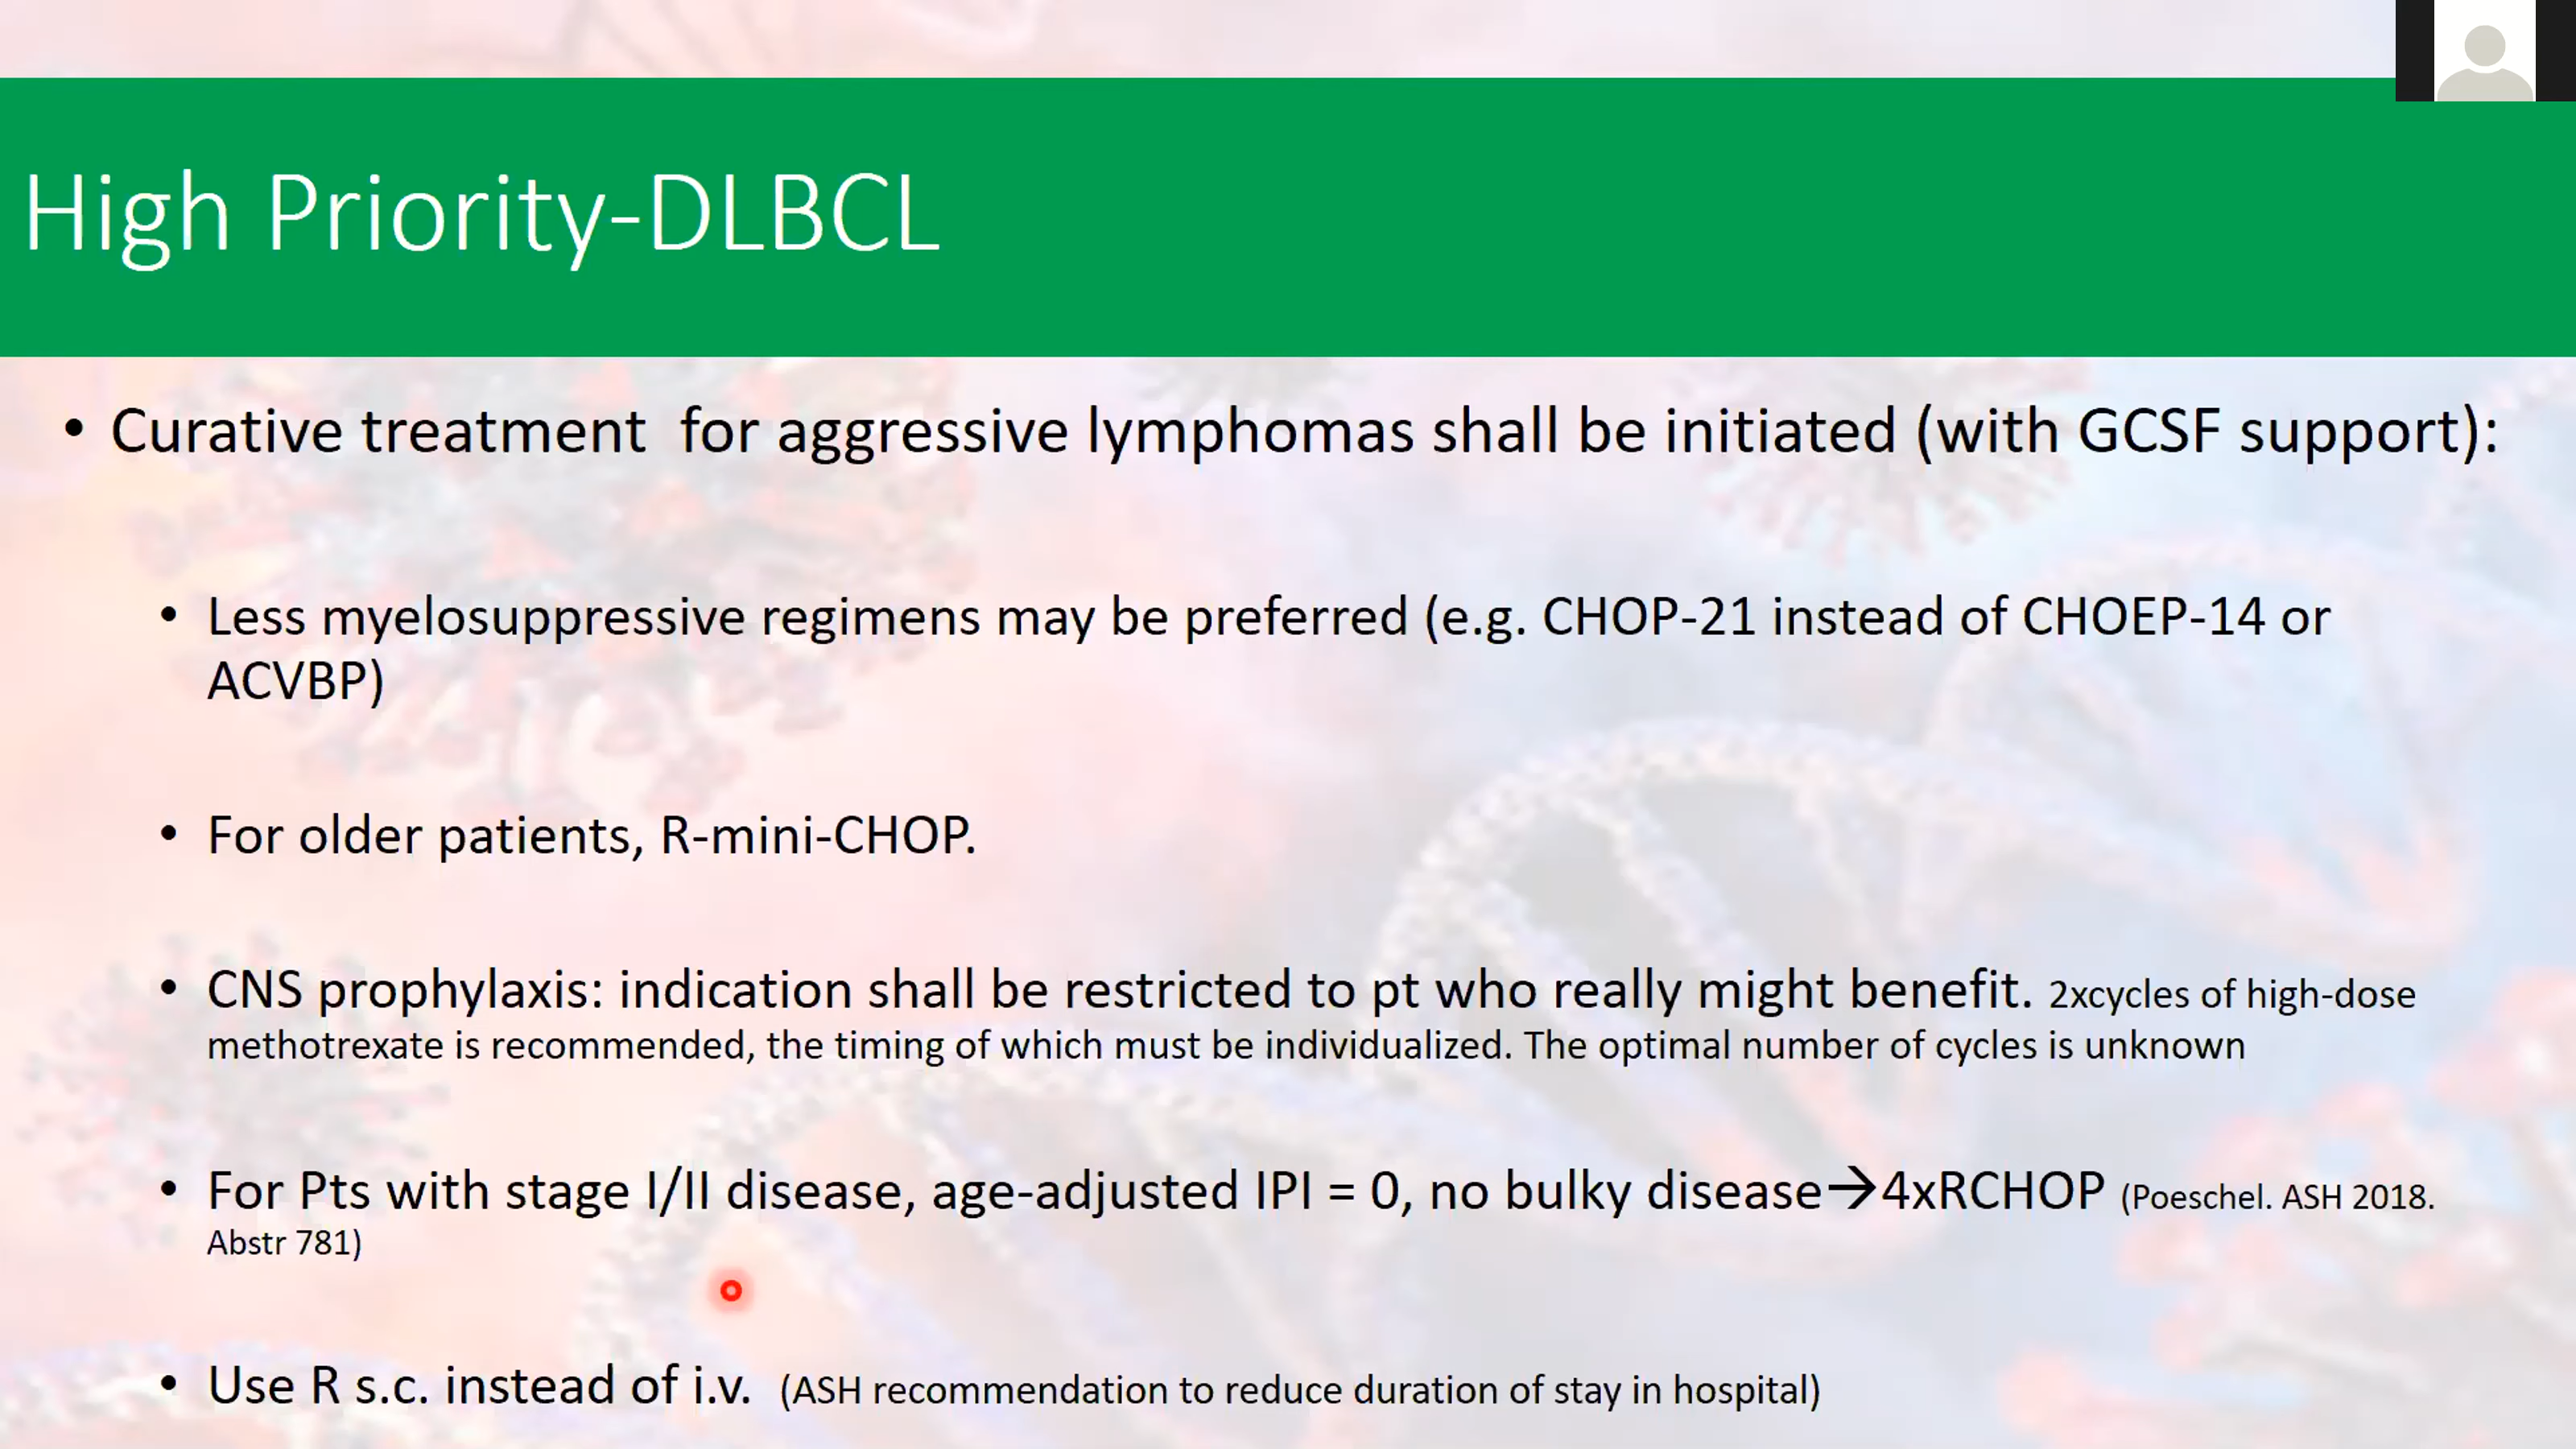 High Priority-DLBCL
• Curative treatment  for aggressive lymphomas shall be initiated (with GCSF support):
• Less myelosuppressive regimens may be preferred (e.g. CHOP-21 instead of CHOEP-14 or
ACVBP)
• For older patients, R-mini-CHOP.
• CNS prophylaxis: indication shall be restricted to pt who really might benefit. 2xcycles of high-dose
methotrexate is recommended, the timing of which must be individualized. The optimal number of cycles is unknown
• For Pts with stage I/II disease, age-adjusted IPI = 0, no bulky disease→4xRCHOP (Poeschel. ASH 2018.
Abstr 781)
• Use R s.c. instead of i.v.  (ASH recommendation to reduce duration of stay in hospital)